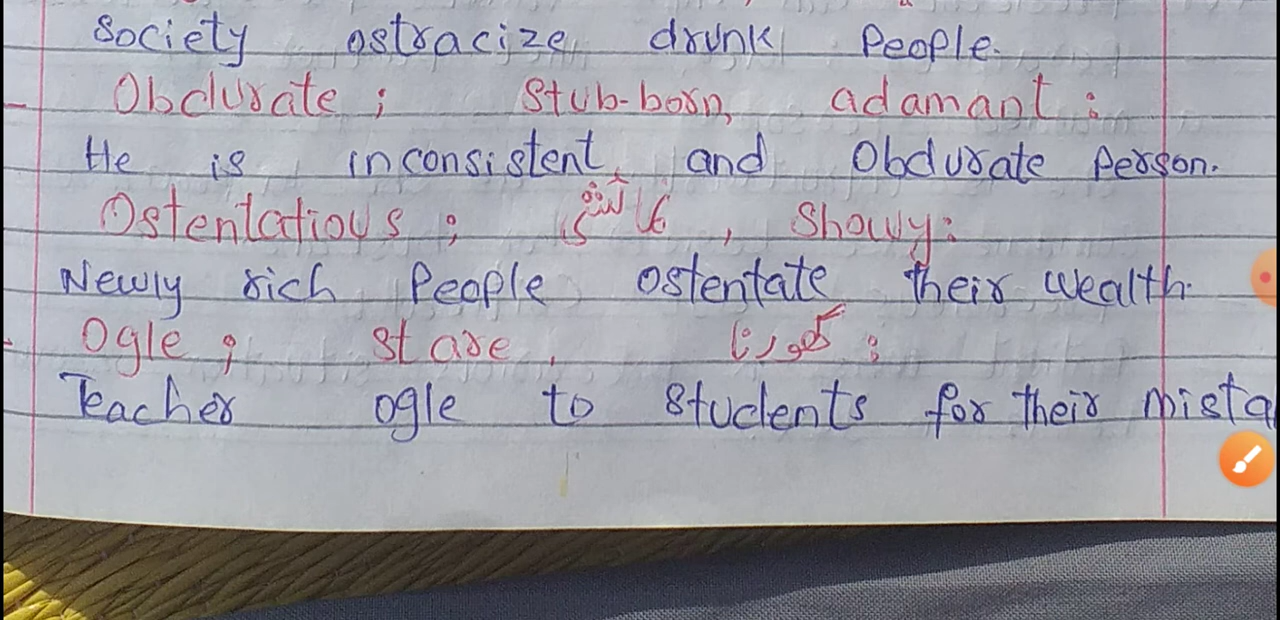 Society ostracize drunk People.
Obdurate ; Stub-born, adamant :
He is inconsistent and Obdurate Person.
Ostentatious ; , Showy:
Newly rich People ostentate their wealth.
Ogle ; stare , گھورنا :
Teacher ogle to Students for their mista